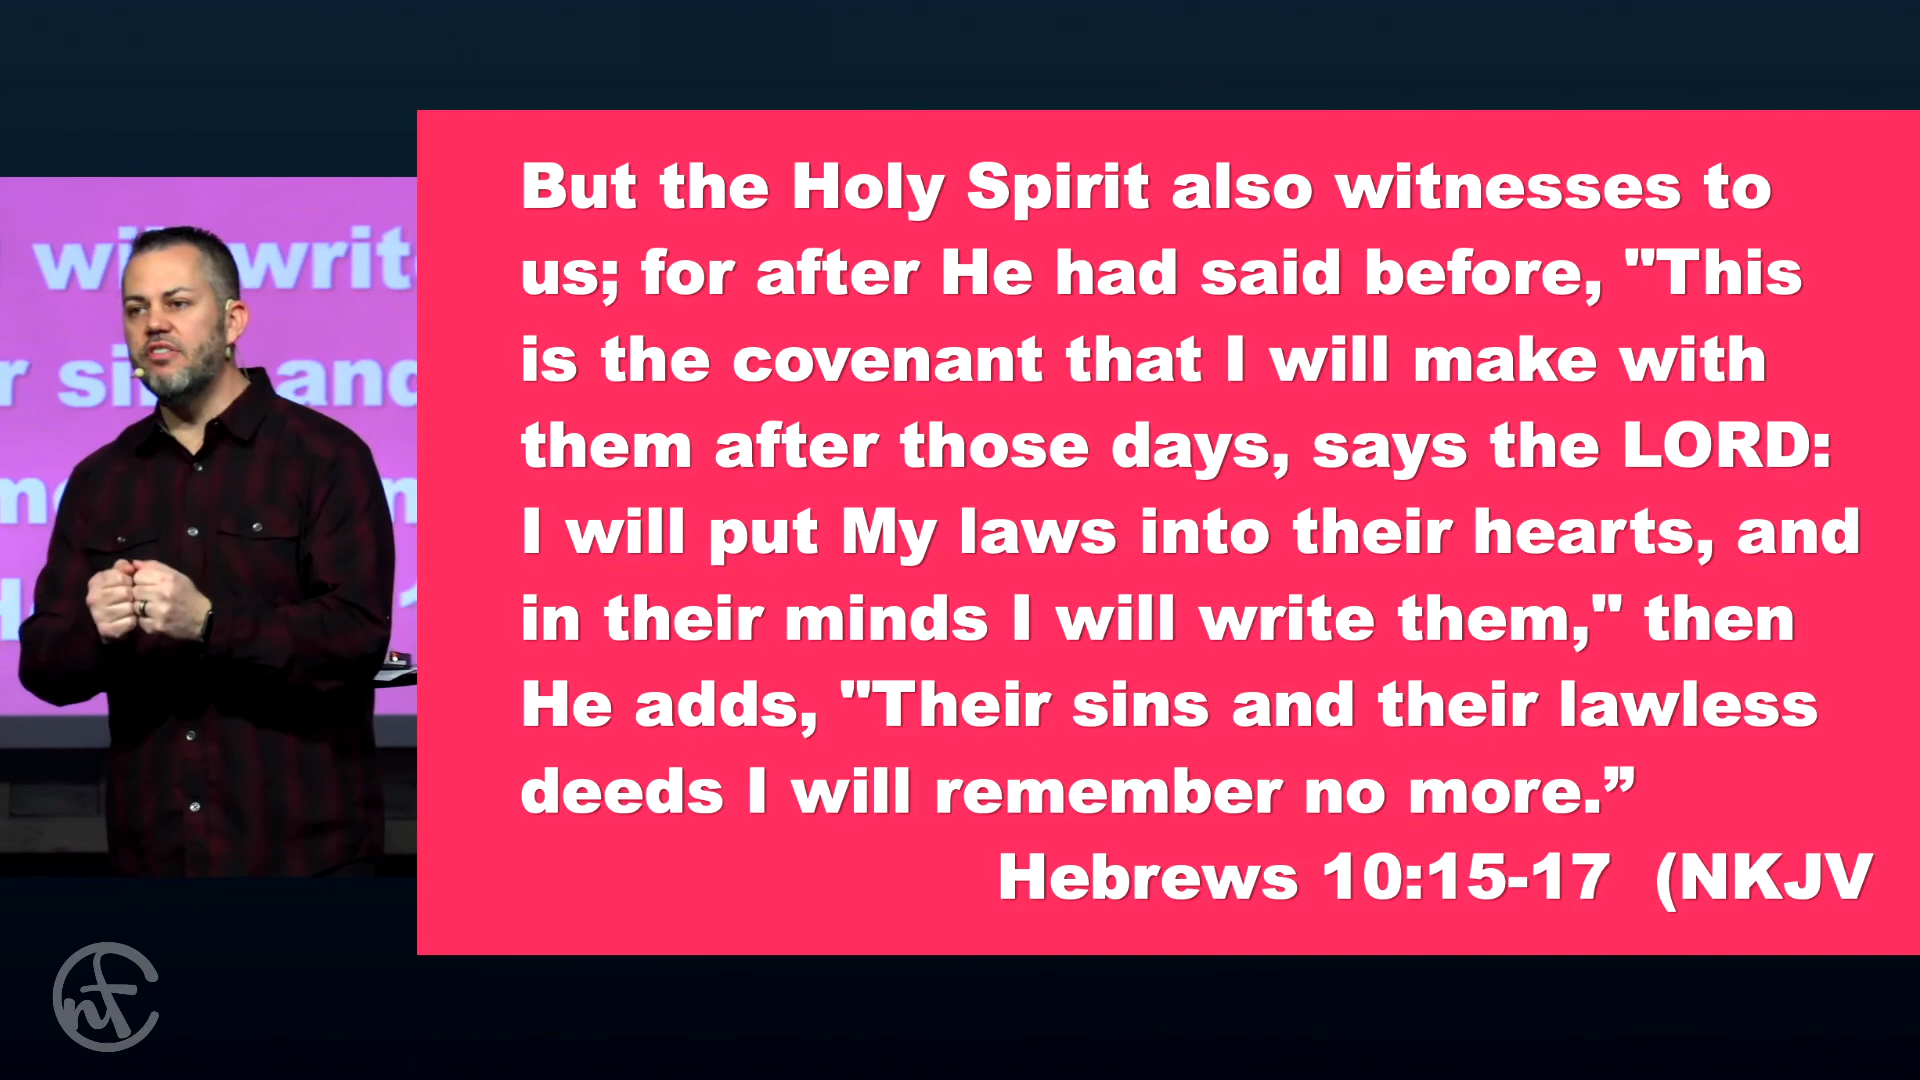 But the Holy Spirit also witnesses to
us; for after He had said before, "This
is the covenant that I will make with
them after those days, says the LORD:
I will put My laws into their hearts, and
in their minds I will write them," then
He adds, "Their sins and their lawless
deeds I will remember no more.”
Hebrews 10:15-17 (NKJV